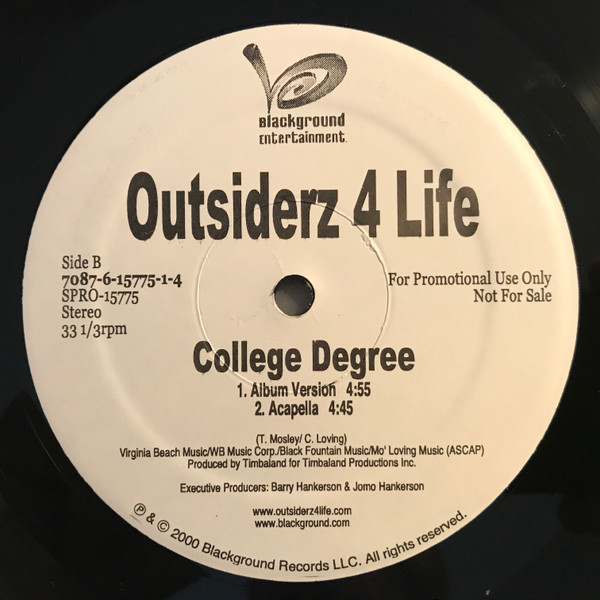 Blackground
Entertainment.
Outsiderz 4 Life
Side B
7087-6-15775-1-4
SPRO-15775
Stereo
33 1/3rpm
For Promotional Use Only
Not For Sale
College Degree
1. Album Version 4:55
2. Acapella 4:45
(T. Mosley/ C. Loving)
Virginia Beach Music/WB Music Corp./Black Fountain Music/Mo' Loving Music (ASCAP)
Produced by Timbaland for Timbaland Productions Inc.
Executive Producers: Barry Hankerson & Jomo Hankerson
www.outsiderz4life.com
www.blackground.com
℗ & © 2000 Blackground Records LLC. All rights reserved.